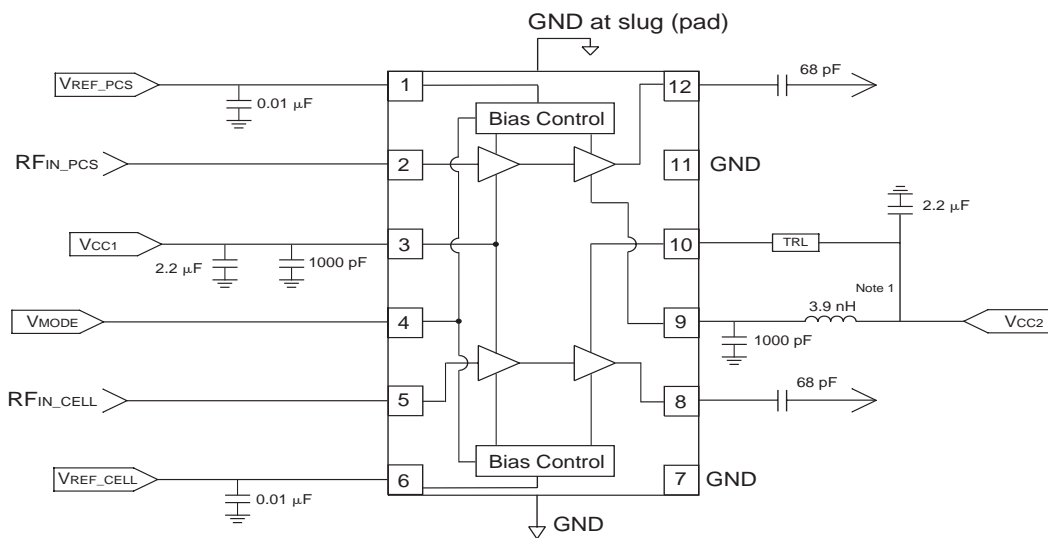 GND at slug (pad)
VREF_PCS
0.01 μF
1
12
68 pF
Bias Control
RFIN_PCS
2
11
GND
VCC1
2.2 μF
1000 pF
3
10
TRL
2.2 μF
Note 1
VMODE
4
9
3.9 nH
1000 pF
VCC2
RFIN_CELL
5
8
68 pF
Bias Control
VREF_CELL
0.01 μF
6
7
GND
GND